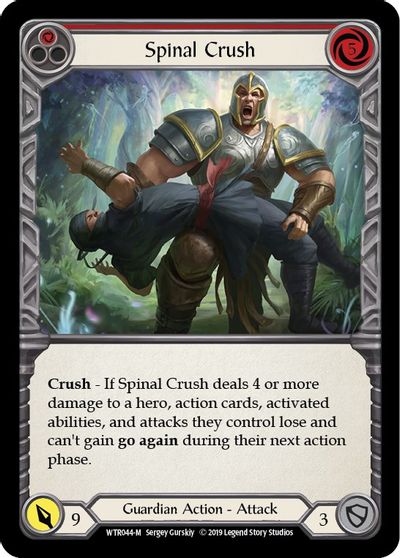 Spinal Crush
5
Crush - If Spinal Crush deals 4 or more
damage to a hero, action cards, activated
abilities, and attacks they control lose and
can't gain go again during their next action
phase.
9
Guardian Action - Attack
3
WTR044-M Sergey Gurskiy © 2019 Legend Story Studios